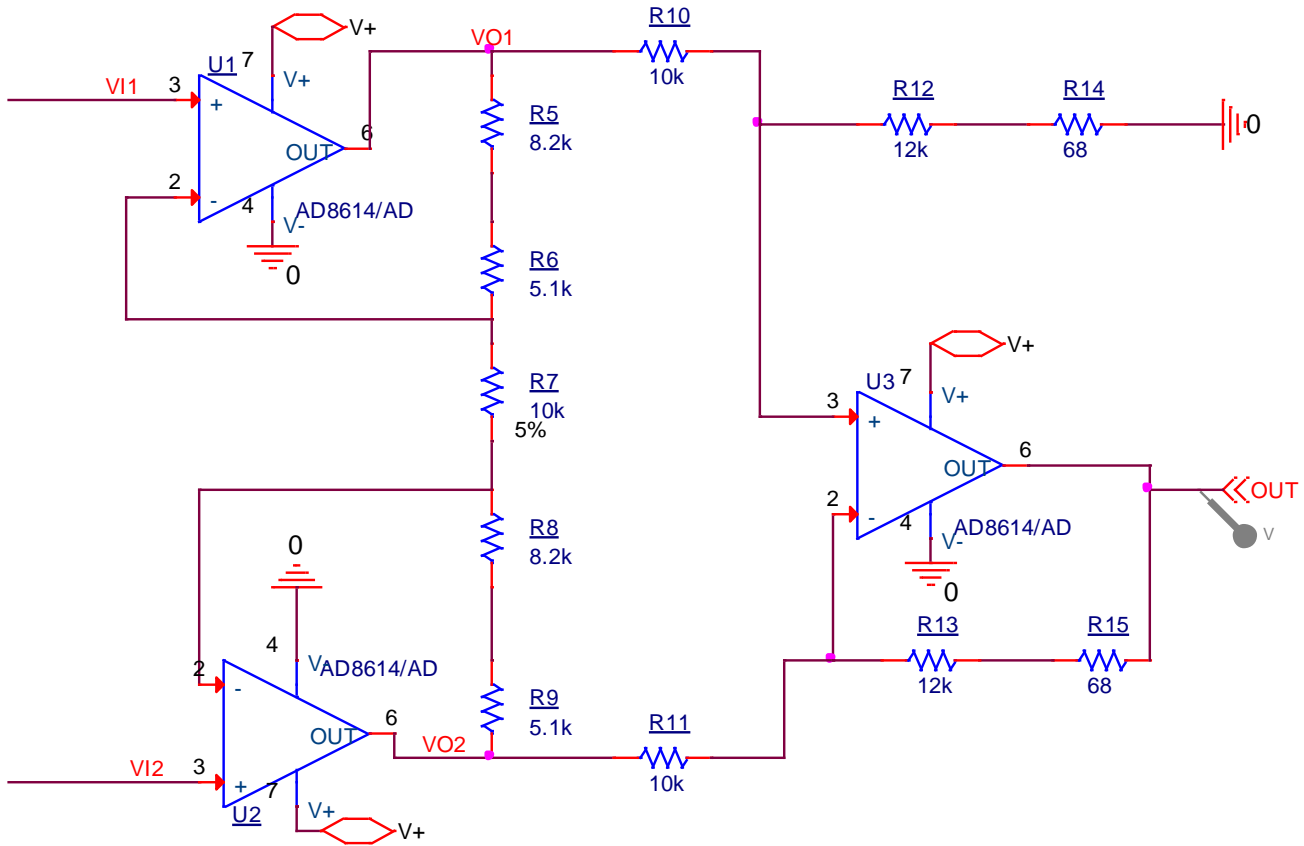 R10
V+
VO1
7
U1
10k
V+
VI1
3
R12
R14
+
R5
0
6
8.2k
OUT
12k
68
2
-
4
AD8614/AD
V-
R6
0
5.1k
V+
R7
U3
7
10k
V+
3
5%
+
6
OUT
OUT
2
-
4
AD8614/AD
R8
V-
V
0
8.2k
0
R13
R15
4
V-
AD8614/AD
2
-
12k
68
R9
6
5.1k
R11
OUT
VO2
VI2
3
+
7
10k
U2
V+
V+